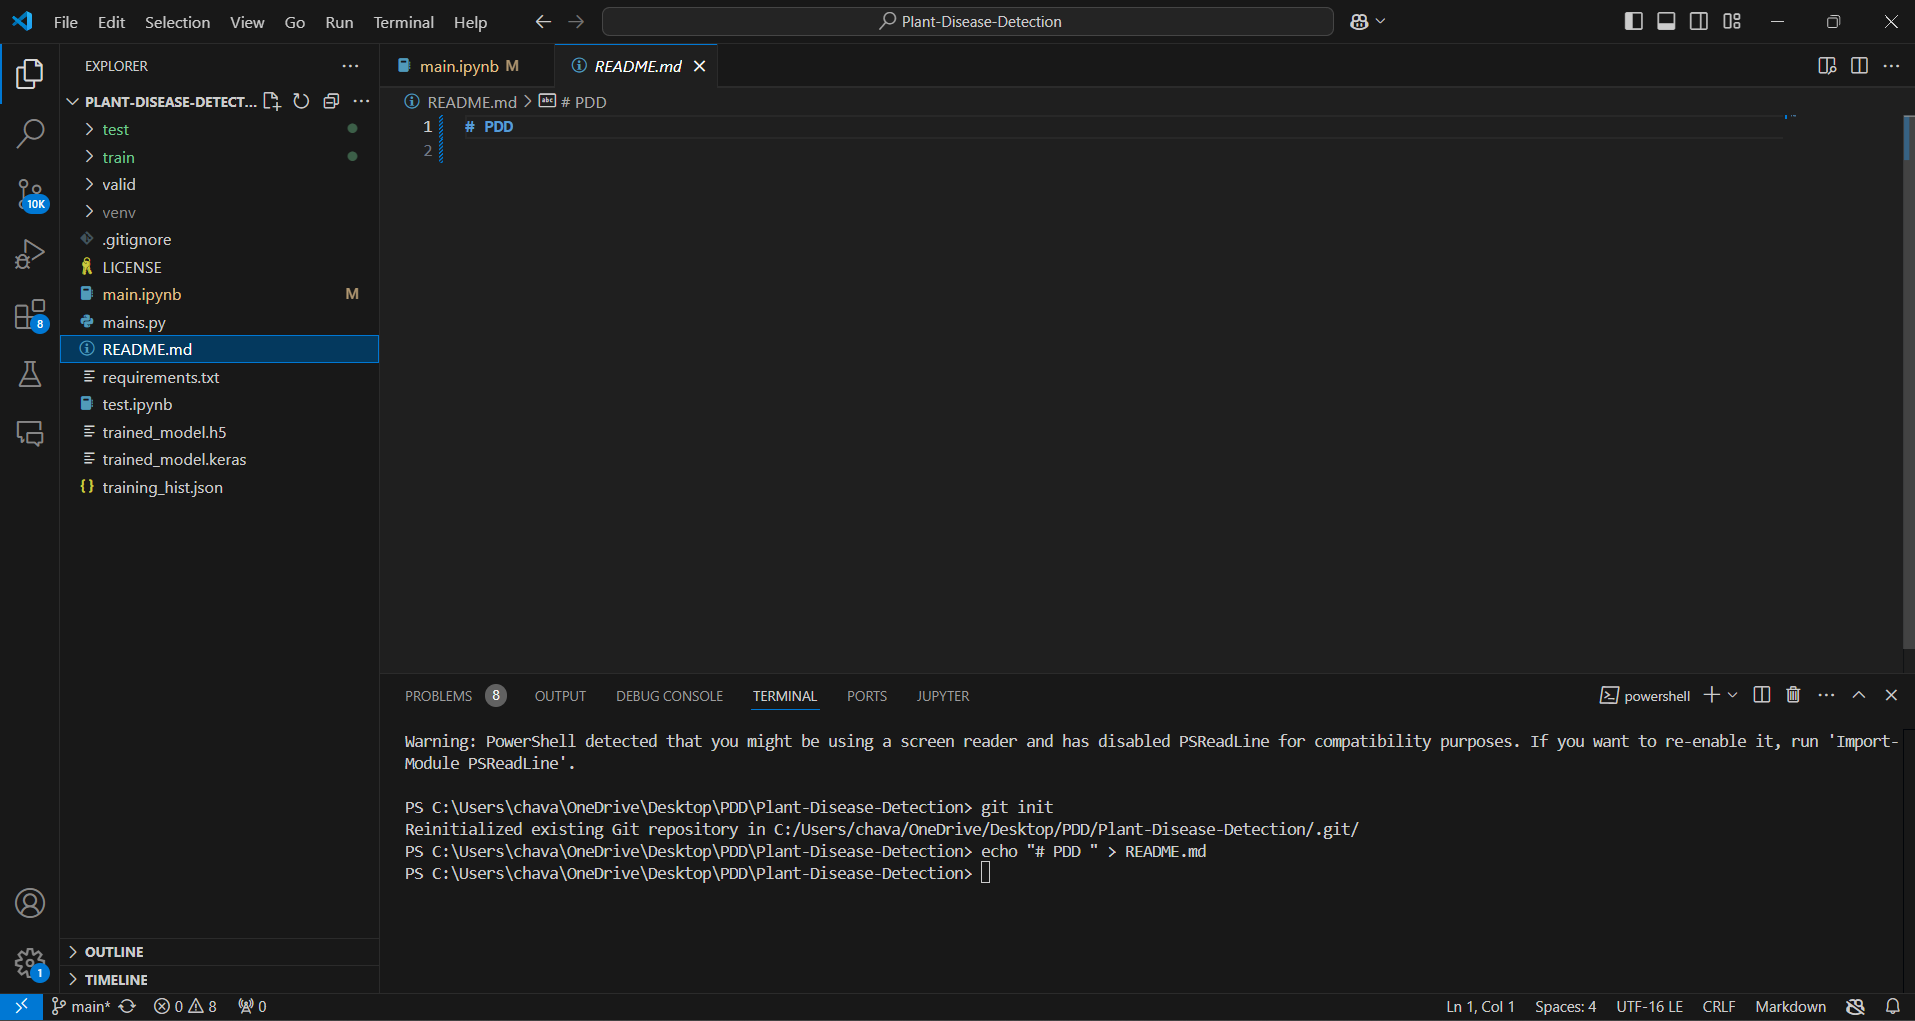 File Edit Selection View Go Run Terminal Help
Plant-Disease-Detection
EXPLORER
PLANT-DISEASE-DETECT...
test
train
valid
venv
.gitignore
LICENSE
main.ipynb M
mains.py
README.md
requirements.txt
test.ipynb
trained_model.h5
trained_model.keras
training_hist.json
OUTLINE
TIMELINE
10K
8
1
main.ipynb M
README.md
README.md > # PDD
1 # PDD
2
PROBLEMS 8 OUTPUT DEBUG CONSOLE TERMINAL PORTS JUPYTER
powershell
Warning: PowerShell detected that you might be using a screen reader and has disabled PSReadLine for compatibility purposes. If you want to re-enable it, run 'Import-
Module PSReadLine'.
PS C:\Users\chava\OneDrive\Desktop\PDD\Plant-Disease-Detection> git init
Reinitialized existing Git repository in C:/Users/chava/OneDrive/Desktop/PDD/Plant-Disease-Detection/.git/
PS C:\Users\chava\OneDrive\Desktop\PDD\Plant-Disease-Detection> echo "# PDD " > README.md
PS C:\Users\chava\OneDrive\Desktop\PDD\Plant-Disease-Detection>
main* 0 8 0
Ln 1, Col 1 Spaces: 4 UTF-16 LE CRLF Markdown